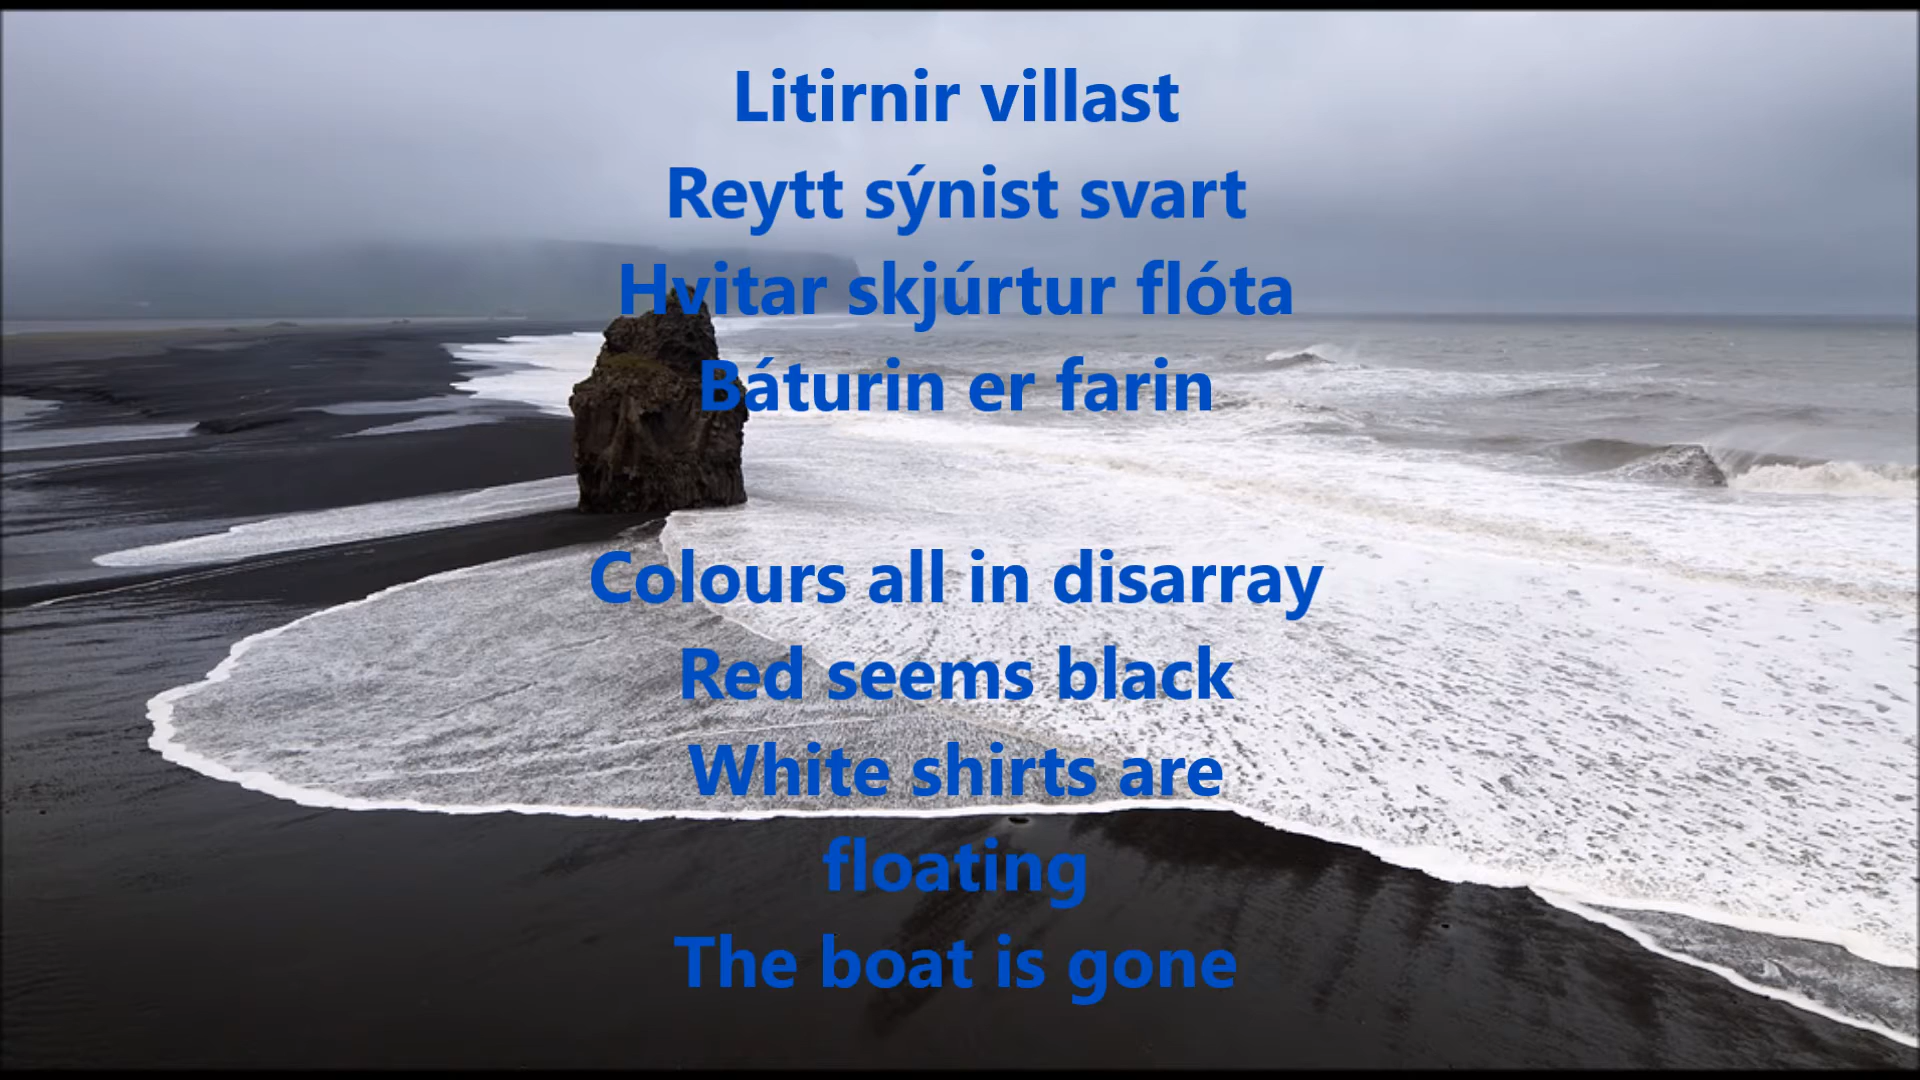 Litirnir villast
Reytt sýnist svart
Hvitar skjúrtur flóta
Báturin er farin
Colours all in disarray
Red seems black
White shirts are
floating
The boat is gone